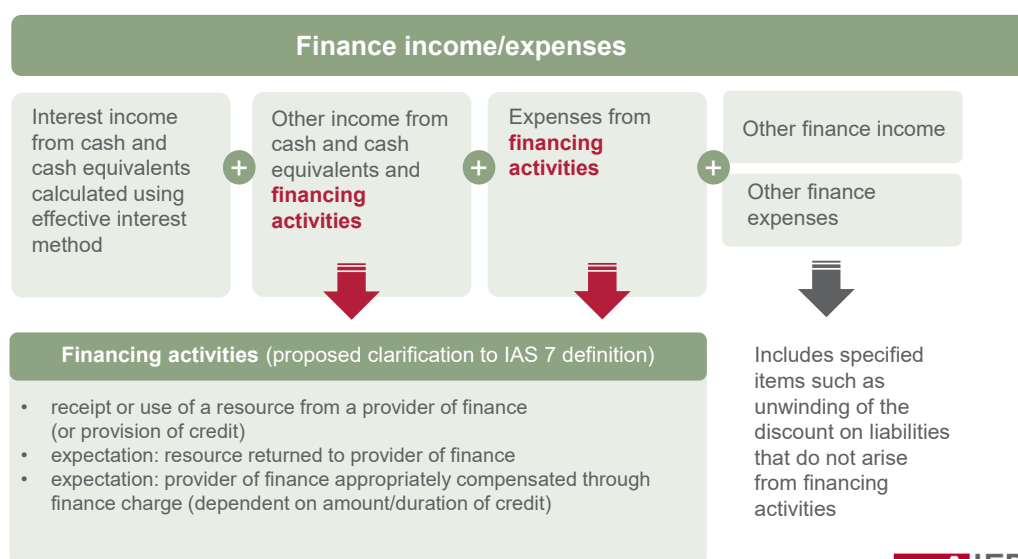 Finance income/expenses
Interest income
from cash and
cash equivalents
calculated using
effective interest
method
+
Other income from
cash and cash
equivalents and
financing
activities
+
Expenses from
financing
activities
+
Other finance income
Other finance
expenses
Financing activities (proposed clarification to IAS 7 definition)
• receipt or use of a resource from a provider of finance
(or provision of credit)
• expectation: resource returned to provider of finance
• expectation: provider of finance appropriately compensated through
finance charge (dependent on amount/duration of credit)
Includes specified
items such as
unwinding of the
discount on liabilities
that do not arise
from financing
activities